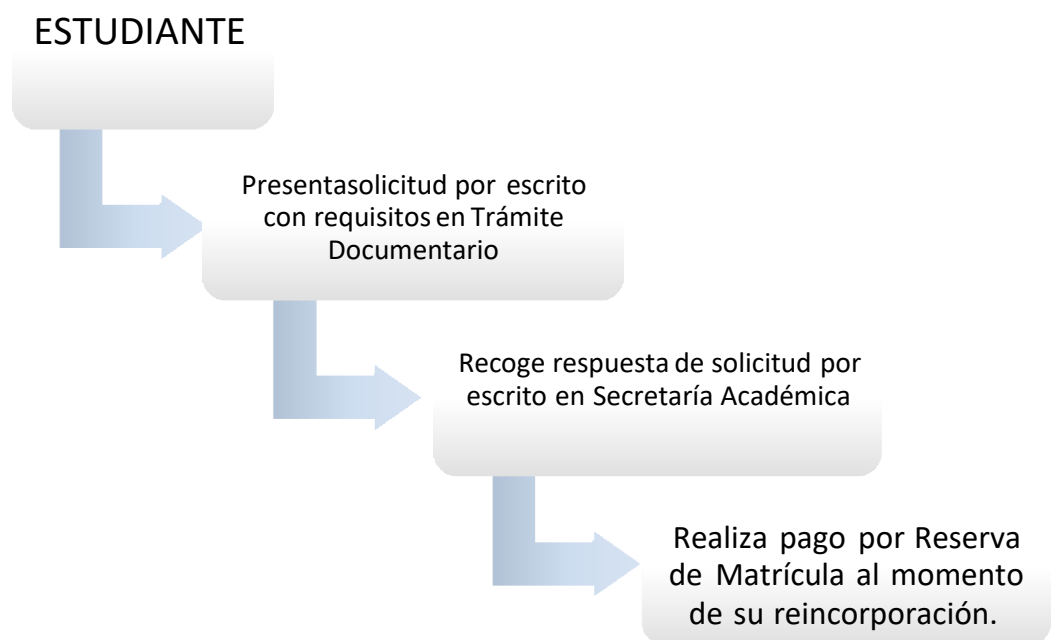 ESTUDIANTE
Presentasolicitud por escrito
con requisitos en Trámite
Documentario
Recoge respuesta de solicitud por
escrito en Secretaría Académica
Realiza pago por Reserva
de Matrícula al momento
de su reincorporación.